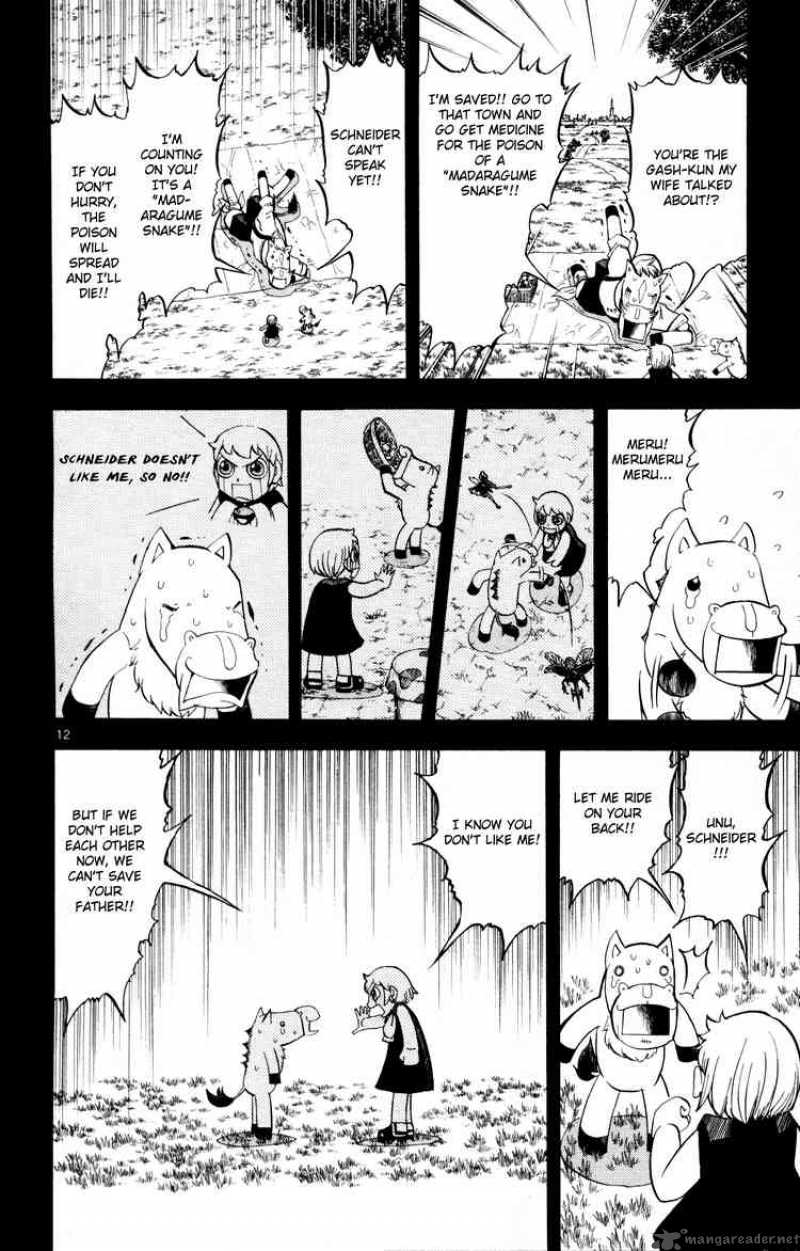 YOU'RE THE
GASH-KUN MY
WIFE TALKED
ABOUT!?
I'M SAVED!! GO TO
THAT TOWN AND
GO GET MEDICINE
FOR THE POISON
OF A
"MADARAGUME
SNAKE"!!
SCHNEIDER
CAN'T
SPEAK
YET!!
I'M
COUNTING
ON YOU!
IT'S A
"MAD-
ARAGUME
SNAKE"!!
IF YOU
DON'T
HURRY,
THE
POISON
WILL
SPREAD
AND I'LL
DIE!!
MERU!
MERUMERU
MERU...
SCHNEIDER DOESN'T
LIKE ME, SO NO!!
12
UNU,
SCHNEIDER
!!!
LET ME RIDE
ON YOUR
BACK!!
I KNOW YOU
DON'T LIKE ME!
BUT IF WE
DON'T HELP
EACH OTHER
NOW, WE
CAN'T SAVE
YOUR
FATHER!!
mangareader.net